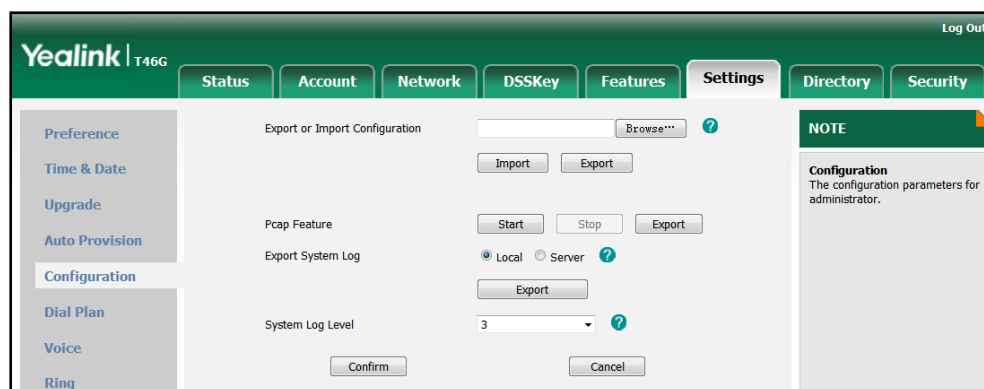 Log Out
Yealink | T46G
Status Account Network DSSKey Features Settings Directory Security
Preference
Time & Date
Upgrade
Auto Provision
Configuration
Dial Plan
Voice
Ring
Export or Import Configuration Browse... ?
Import Export
Pcap Feature Start Stop Export
Export System Log Local Server ?
Export
System Log Level 3 ?
Confirm Cancel
NOTE
Configuration
The configuration parameters for
administrator.